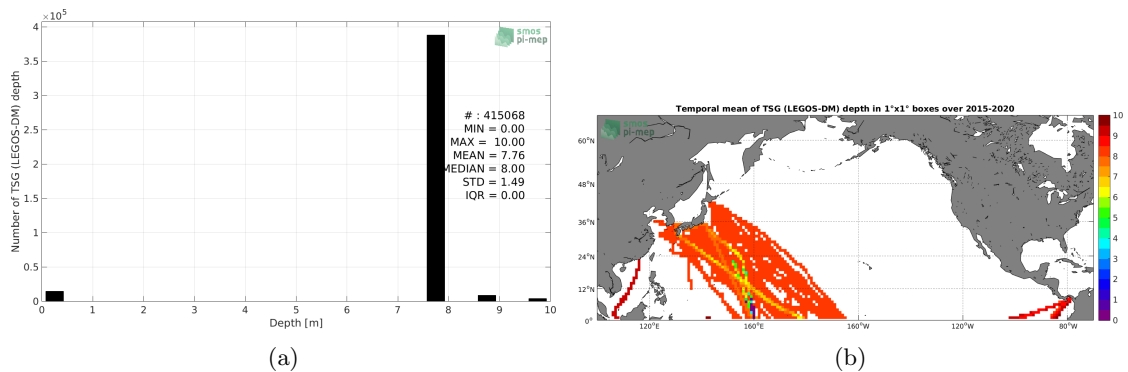 ×10⁵
4
3.5
3
2.5
2
1.5
1
0.5
0
Number of TSG (LEGOS-DM) depth
smos
pi-mep
# : 415068
MIN = 0.00
MAX = 10.00
MEAN = 7.76
MEDIAN = 8.00
STD = 1.49
IQR = 0.00
0 1 2 3 4 5 6 7 8 9 10
Depth [m]
(a)
Temporal mean of TSG (LEGOS-DM) depth in 1°x1° boxes over 2015-2020
smos
pi-mep
60°N
48°N
36°N
24°N
12°N
0°
120°E 160°E 160°W 120°W 80°W
10
9
8
7
6
5
4
3
2
1
0
(b)